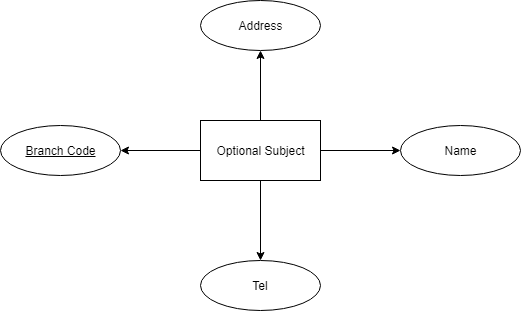 Address
Branch Code
Optional Subject
Name
Tel